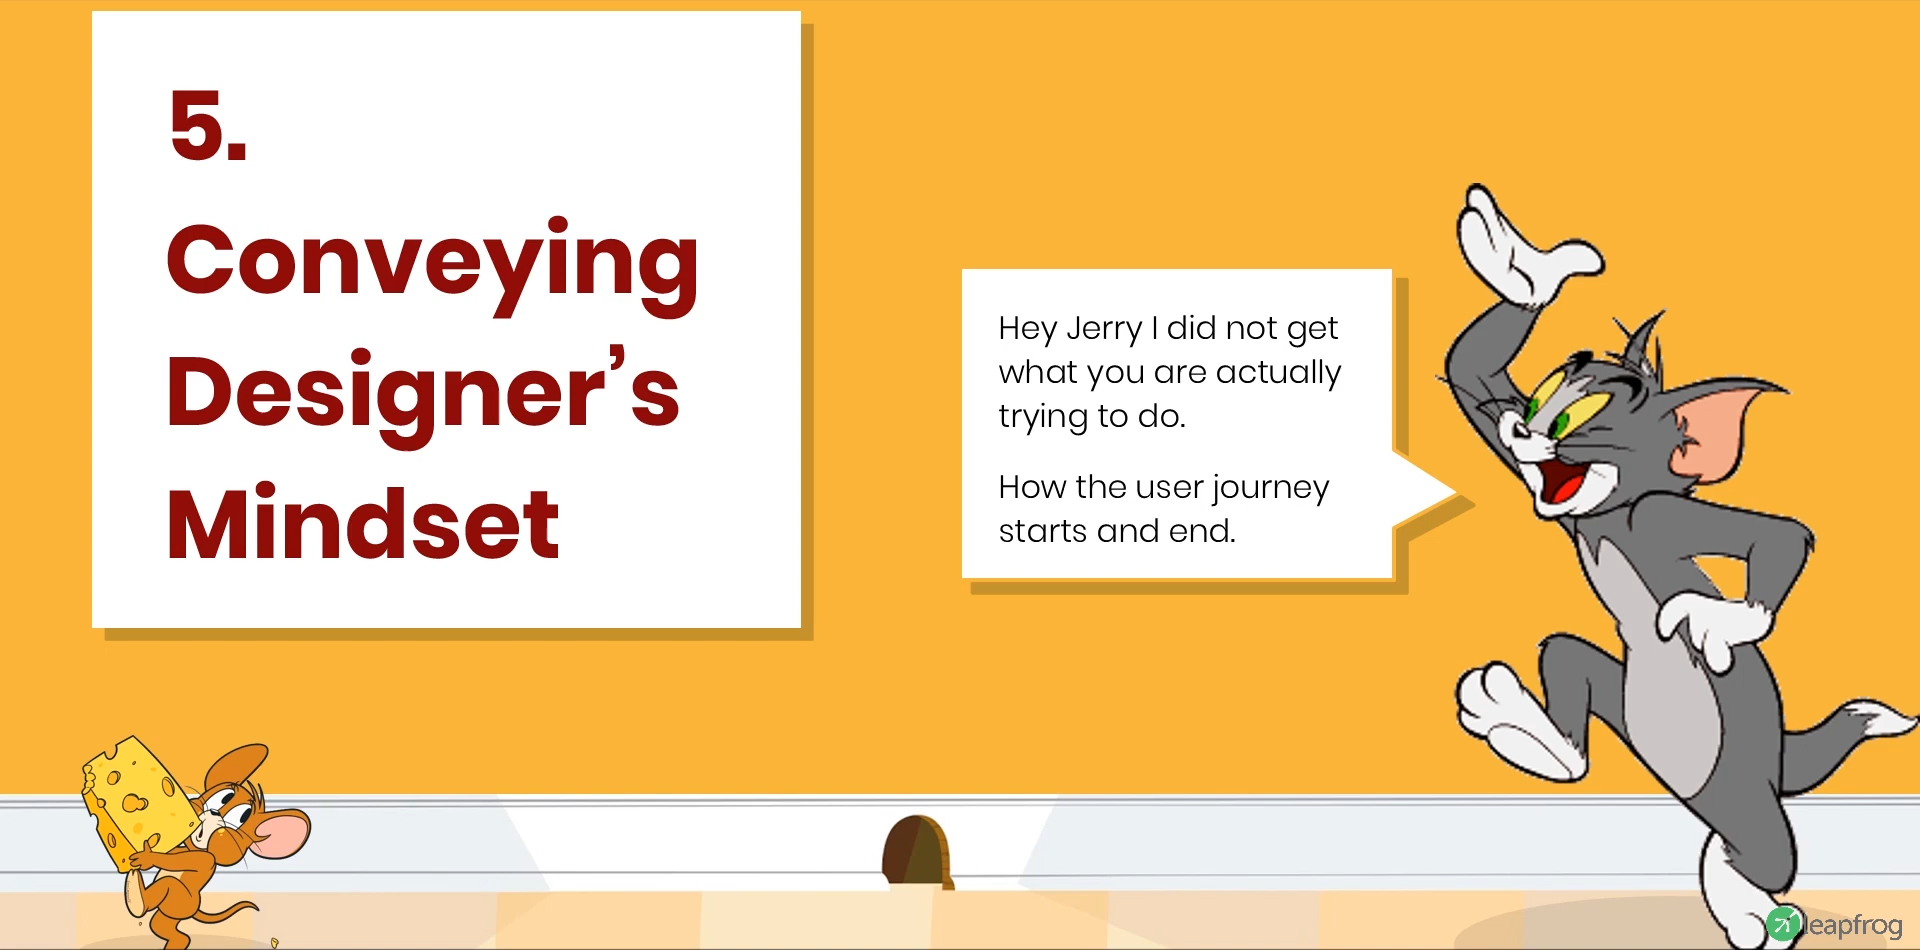 5.
Conveying
Designer’s
Mindset
Hey Jerry I did not get
what you are actually
trying to do.
How the user journey
starts and end.
leapfrog